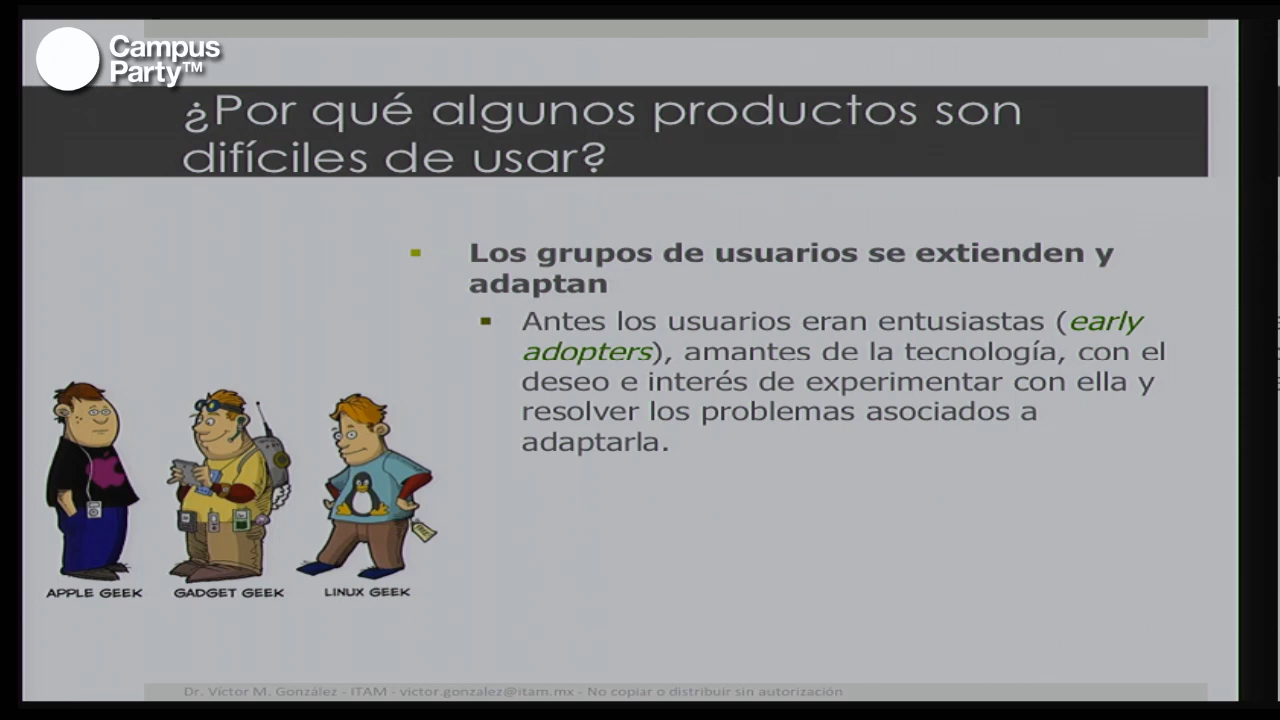 Campus
Party™
¿Por qué algunos productos son
difíciles de usar?
Los grupos de usuarios se extienden y
adaptan
Antes los usuarios eran entusiastas (early
adopters), amantes de la tecnología, con el
deseo e interés de experimentar con ella y
resolver los problemas asociados a
adaptarla.
APPLE GEEK
GADGET GEEK
LINUX GEEK
Dr. Víctor M. González - ITAM - victor.gonzalez@itam.mx - No copiar o distribuir sin autorización